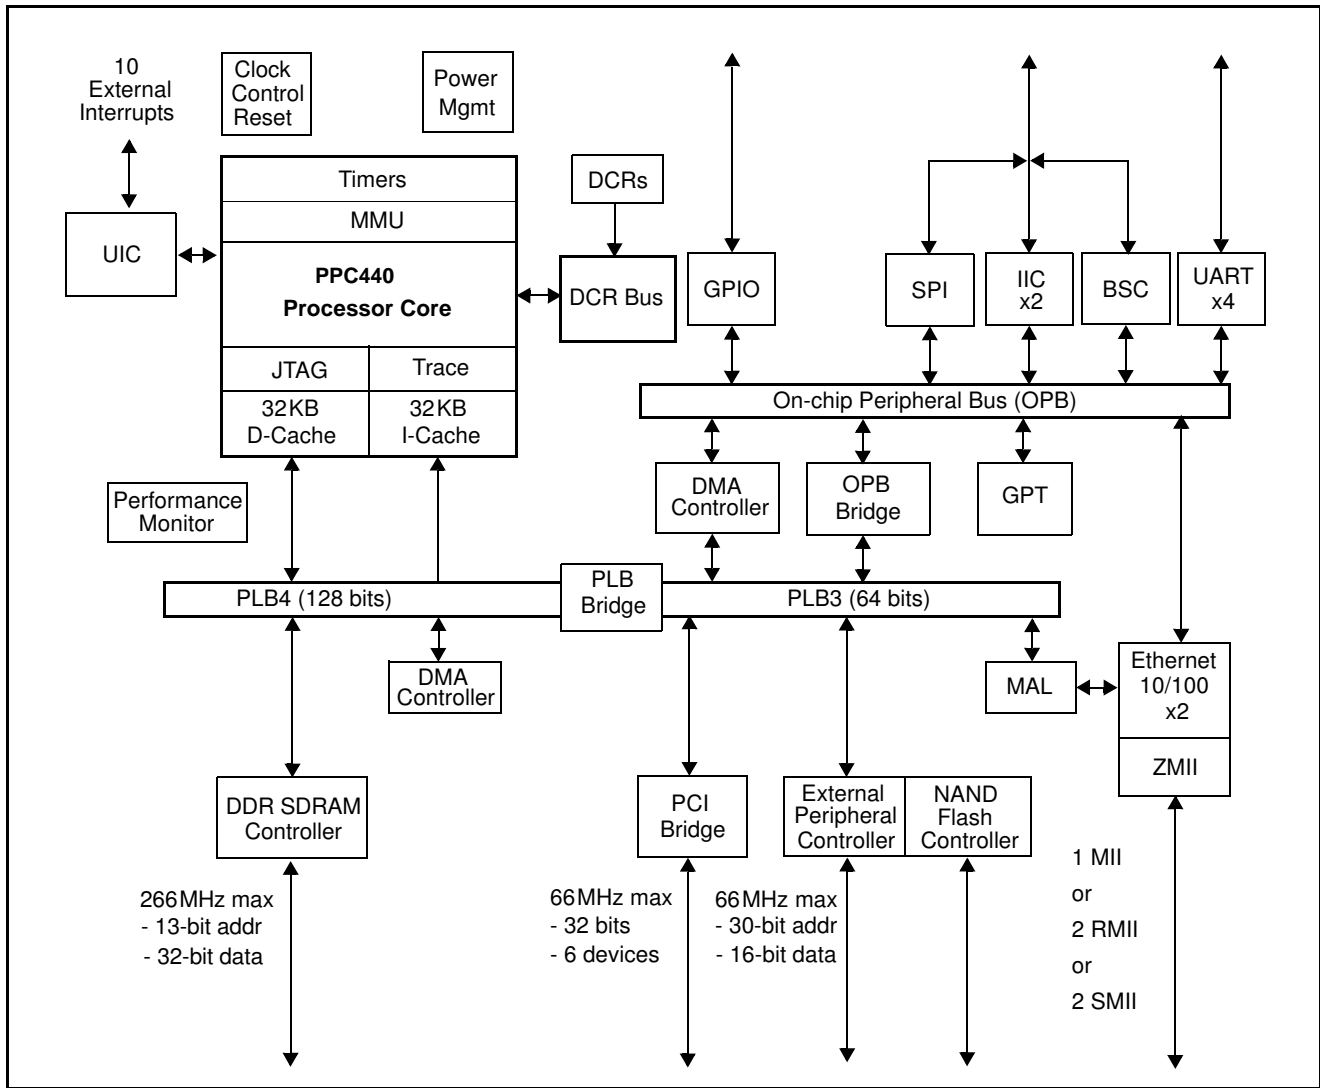 10
External
Interrupts
Clock
Control
Reset
Power
Mgmt
Timers
MMU
PPC440
Processor Core
JTAG
Trace
32KB
D-Cache
32KB
I-Cache
UIC
DCRs
DCR Bus
GPIO
SPI
IIC
x2
BSC
UART
x4
On-chip Peripheral Bus (OPB)
Performance
Monitor
DMA
Controller
OPB
Bridge
GPT
PLB4 (128 bits)
PLB
Bridge
PLB3 (64 bits)
DMA
Controller
MAL
Ethernet
10/100
x2
ZMII
DDR SDRAM
Controller
PCI
Bridge
External
Peripheral
Controller
NAND
Flash
Controller
266MHz max
- 13-bit addr
- 32-bit data
66MHz max
- 32 bits
- 6 devices
66MHz max
- 30-bit addr
- 16-bit data
1 MII
or
2 RMII
or
2 SMII